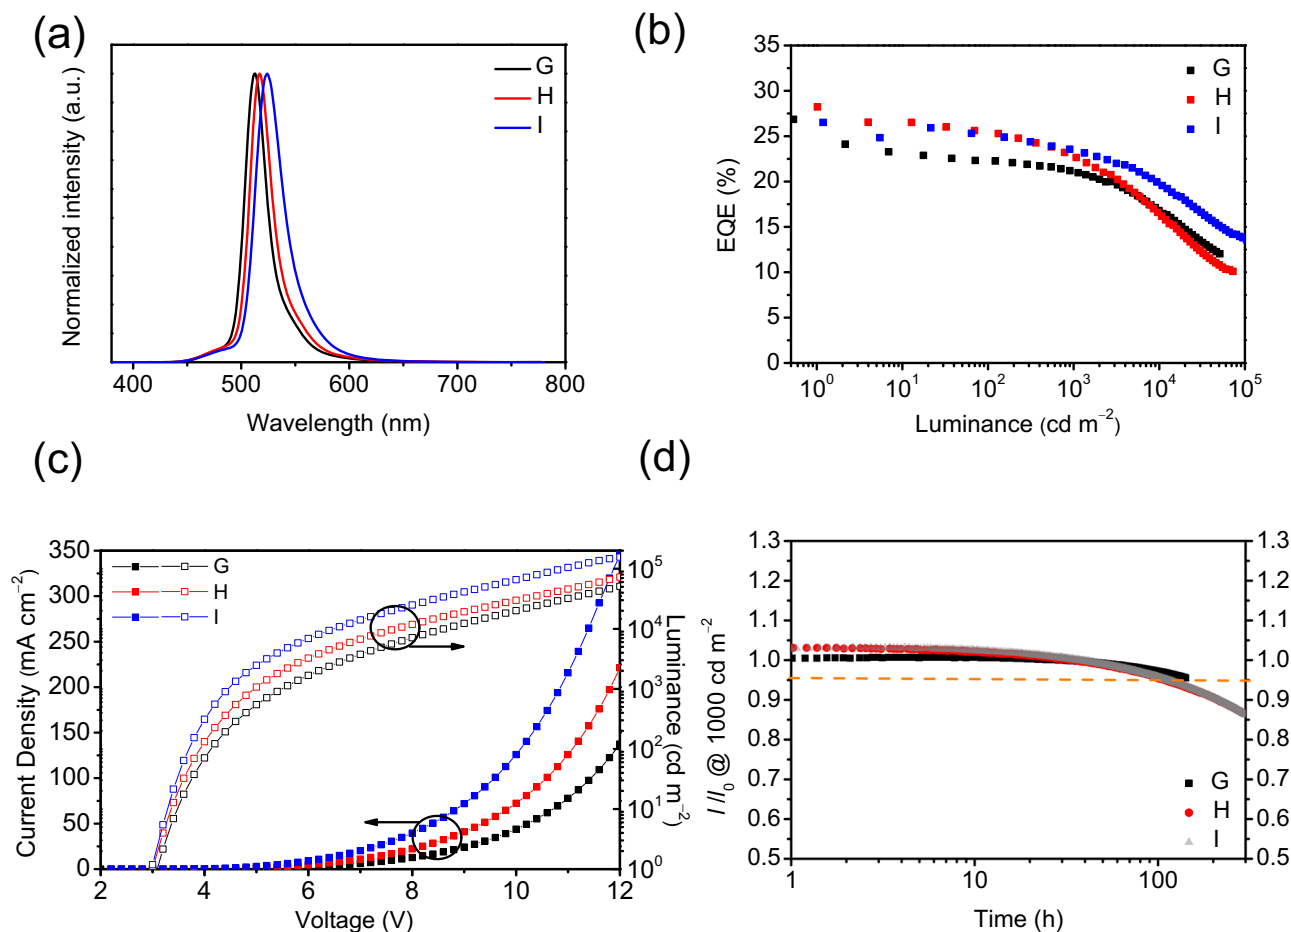 (a)
Normalized intensity (a.u.)
G
H
I
400 500 600 700 800
Wavelength (nm)
(b)
EQE (%)
35
30
25
20
15
10
5
0
G
H
I
10⁰ 10¹ 10² 10³ 10⁴ 10⁵
Luminance (cd m⁻²)
(c)
Current Density (mA cm⁻²)
350
300
250
200
150
100
50
0
G
H
I
10⁵
10⁴
10³
10²
10¹
10⁰
Luminance (cd m⁻²)
2 4 6 8 10 12
Voltage (V)
(d)
I/I₀ @ 1000 cd m⁻²
1.3 1.3
1.2 1.2
1.1 1.1
1.0 1.0
0.9 0.9
0.8 0.8
0.7 0.7
0.6 0.6
0.5 0.5
G
H
I
1 10 100
Time (h)